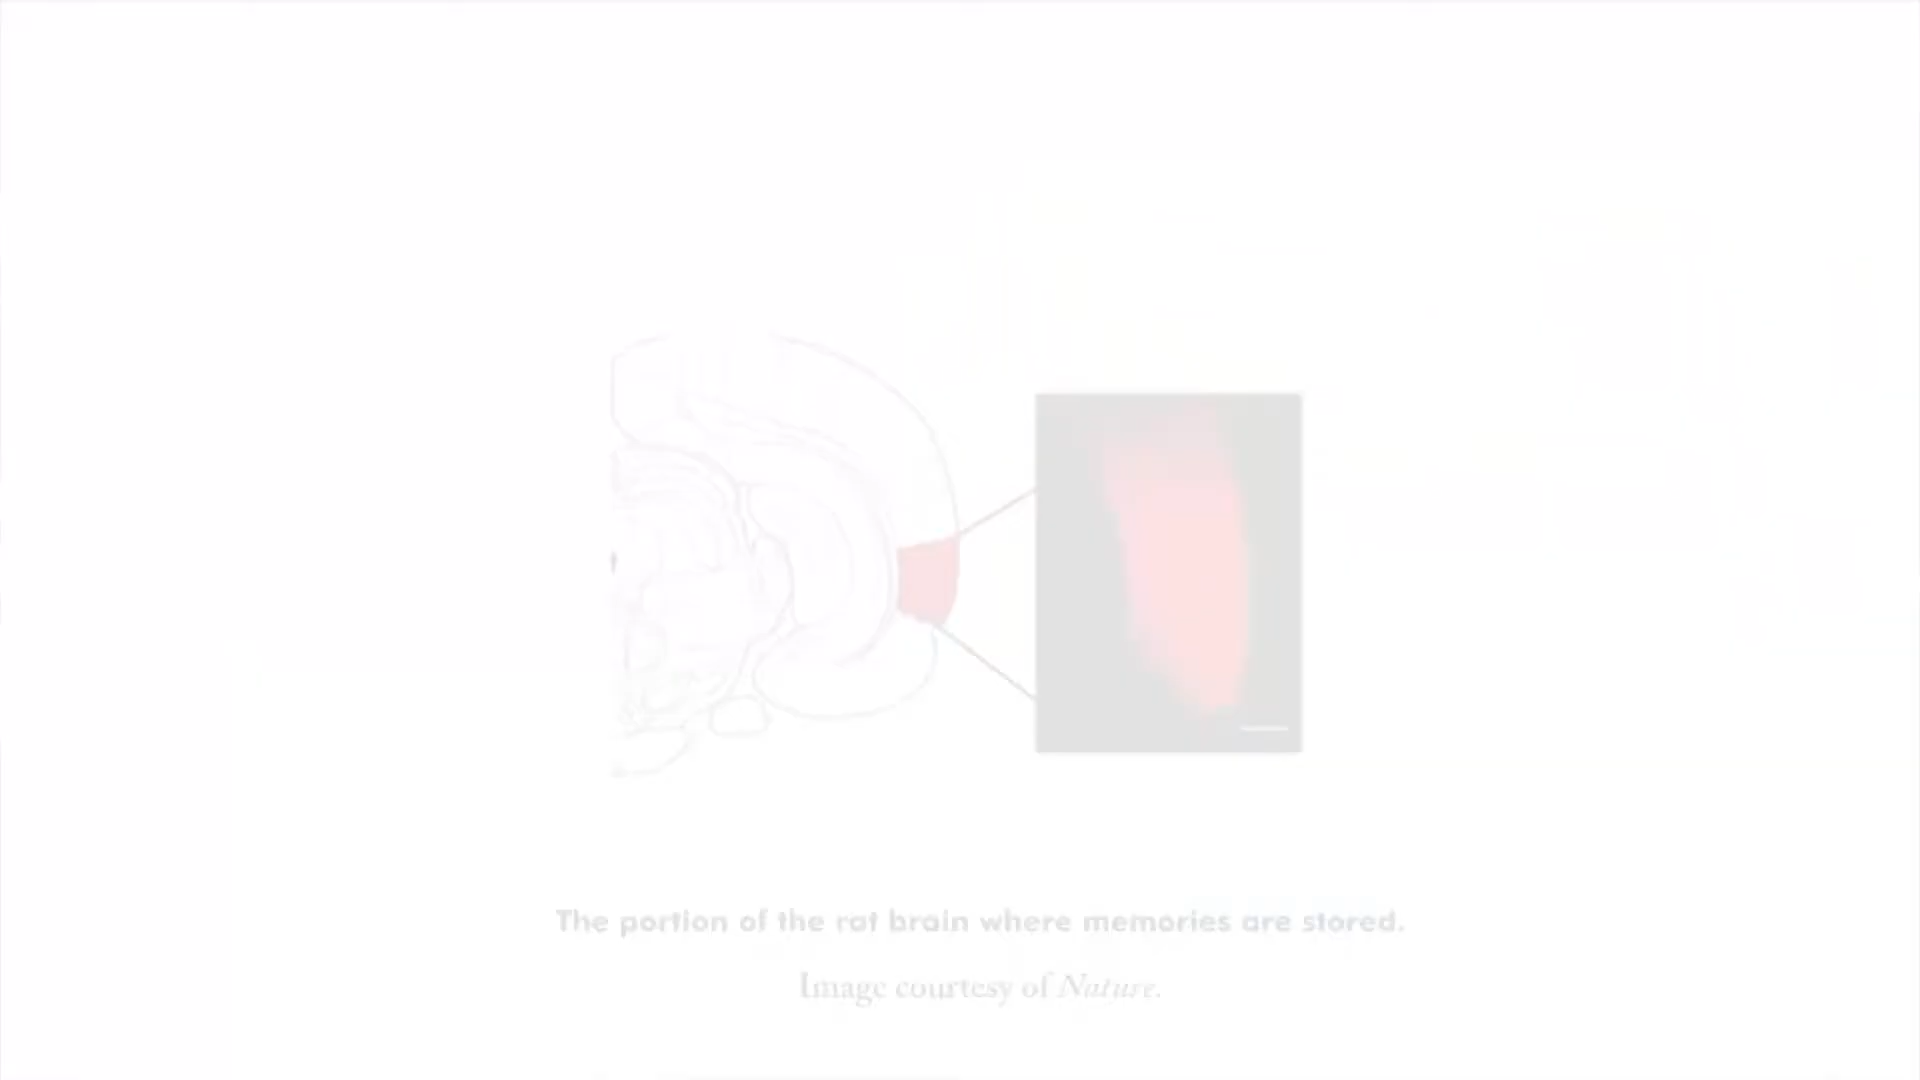 The portion of the rat brain where memories are stored.
Image courtesy of Nature.